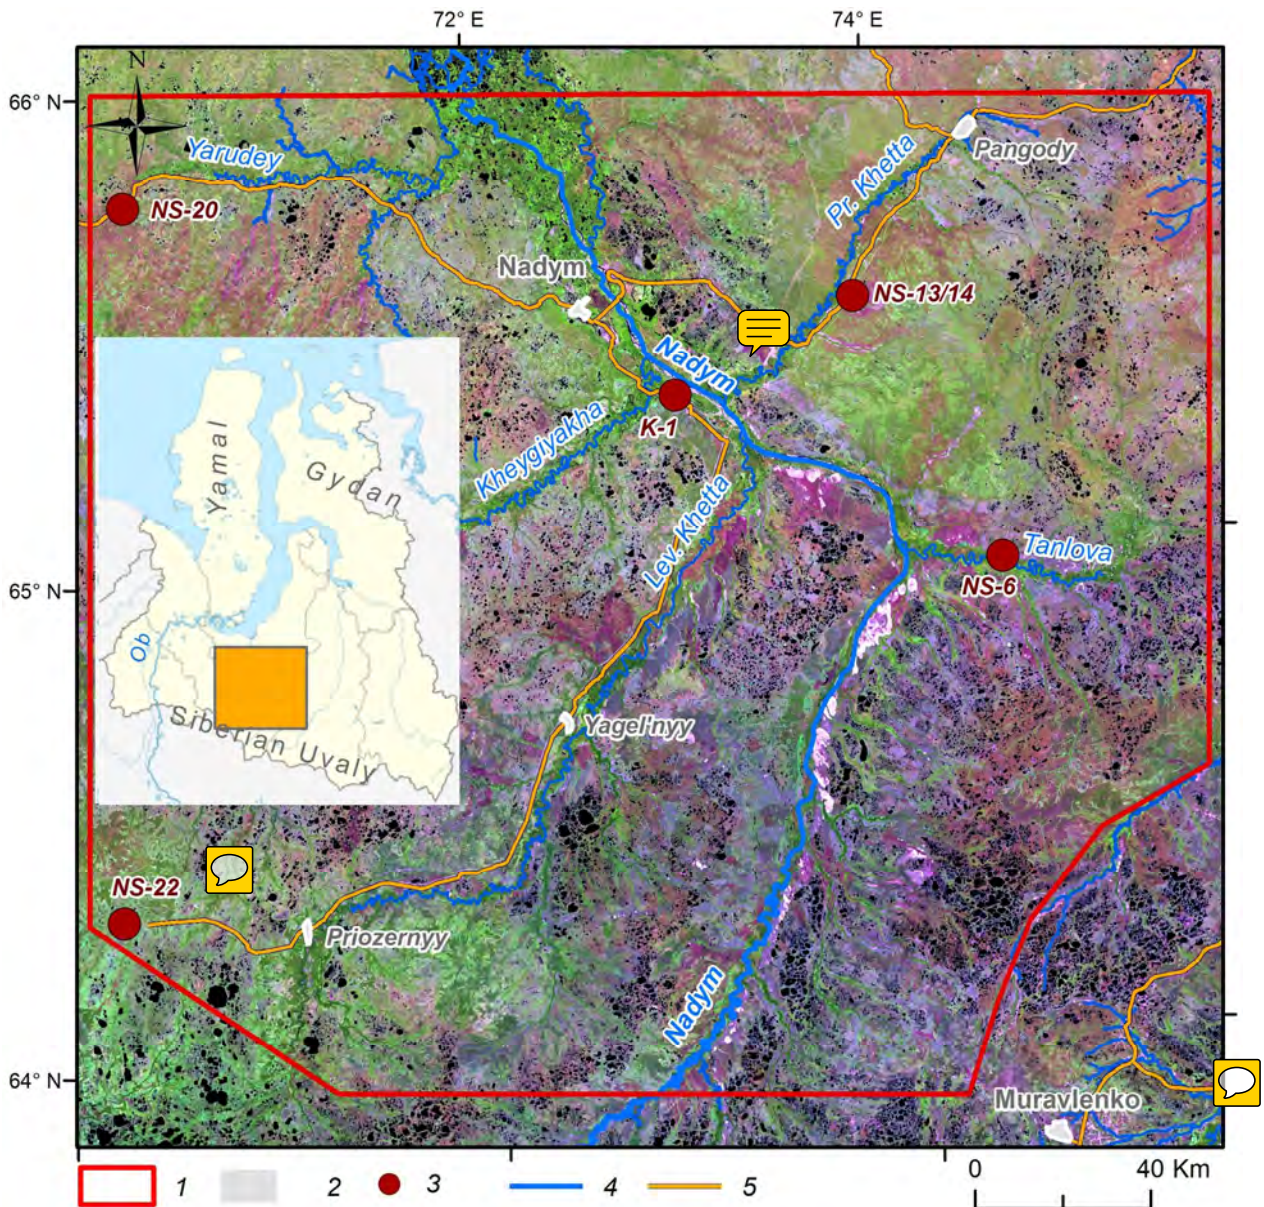 72° E
74° E
N
66° N
Yarudey
Pangody
Pr. Khetta
NS-20
Nadym
NS-13/14
Nadym
K-1
Kheygiyakha
Yamal
Gydan
Lev. Khetta
Tanlova
NS-6
65° N
Ob
Siberian Uvaly
Yagel'nyy
NS-22
Priozernyy
Nadym
64° N
Muravlenko
1
2
3
4
5
0
40 Km